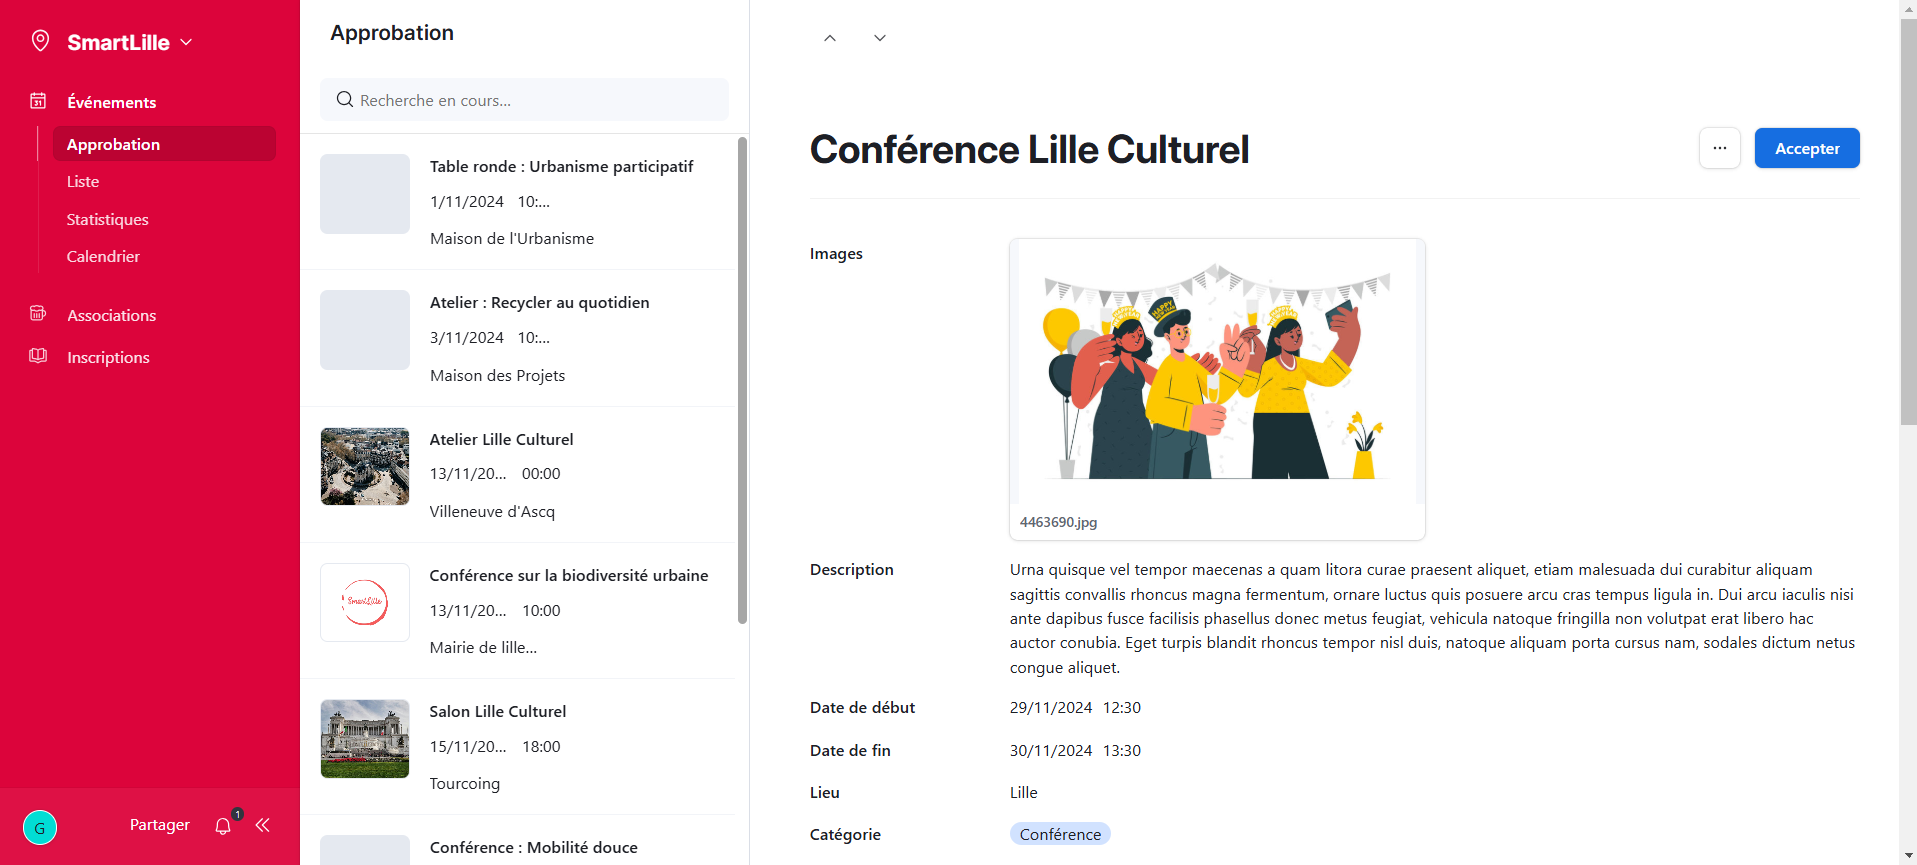 SmartLille
Événements
Approbation
Liste
Statistiques
Calendrier
Associations
Inscriptions
G
Partager
1
Approbation
Recherche en cours...
Table ronde : Urbanisme participatif
1/11/2024 10:...
Maison de l'Urbanisme
Atelier : Recycler au quotidien
3/11/2024 10:...
Maison des Projets
Atelier Lille Culturel
13/11/20... 00:00
Villeneuve d'Ascq
SmartLille
Conférence sur la biodiversité urbaine
13/11/20... 10:00
Mairie de lille...
Salon Lille Culturel
15/11/20... 18:00
Tourcoing
Conférence : Mobilité douce
Conférence Lille Culturel
...
Accepter
Images
HAPPY
4463690.jpg
Description
Urna quisque vel tempor maecenas a quam litora curae praesent aliquet, etiam malesuada dui curabitur aliquam
sagittis convallis rhoncus magna fermentum, ornare luctus quis posuere arcu cras tempus ligula in. Dui arcu iaculis nisi
ante dapibus fusce facilisis phasellus donec metus feugiat, vehicula natoque fringilla non volutpat erat libero hac
auctor conubia. Eget turpis blandit rhoncus tempor nisl duis, natoque aliquam porta cursus nam, sodales dictum netus
congue aliquet.
Date de début
29/11/2024 12:30
Date de fin
30/11/2024 13:30
Lieu
Lille
Catégorie
Conférence